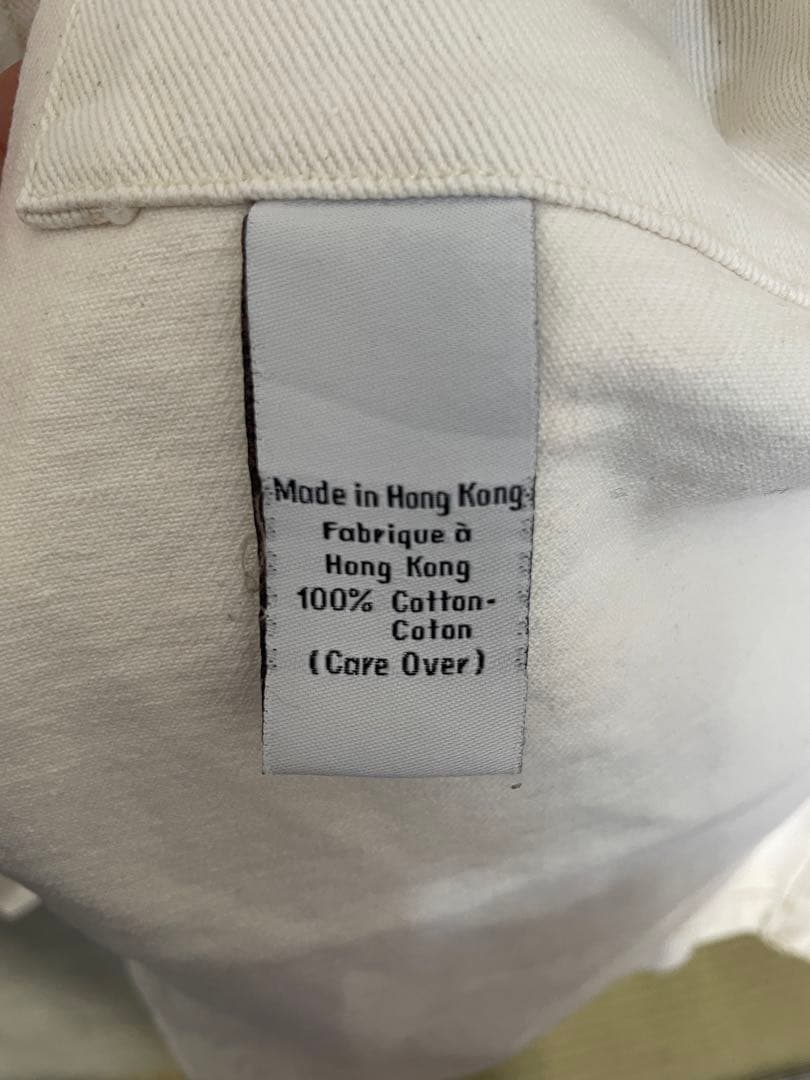 Made in Hong Kong
Fabrique à
Hong Kong
100% Cotton-
Coton
(Care Over)